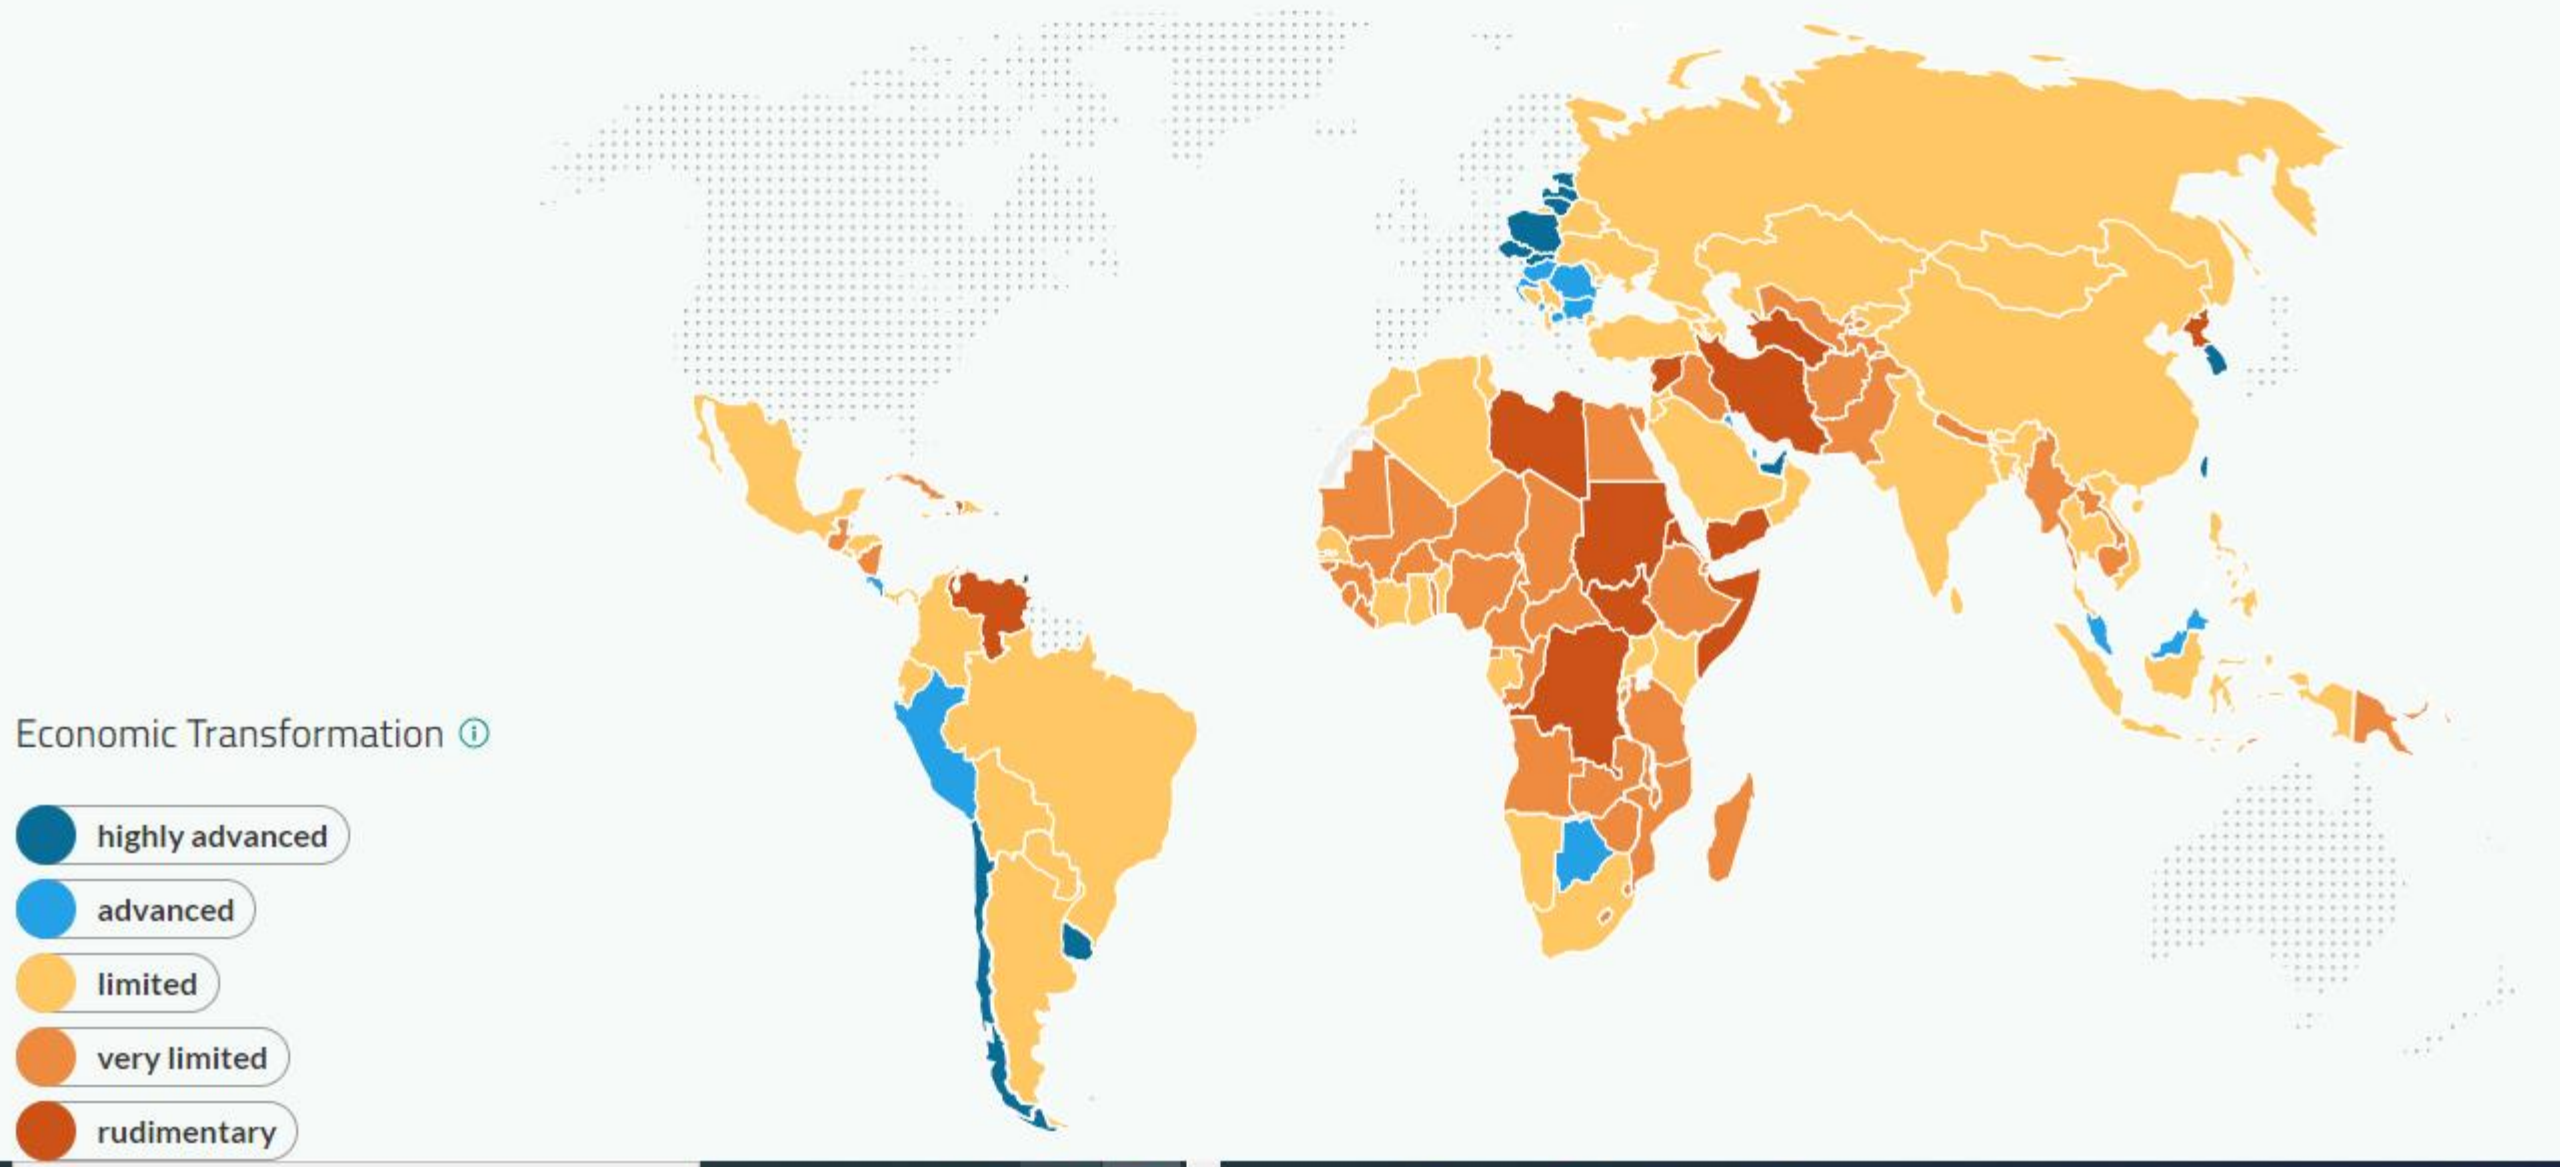 Economic Transformation
highly advanced
advanced
limited
very limited
rudimentary